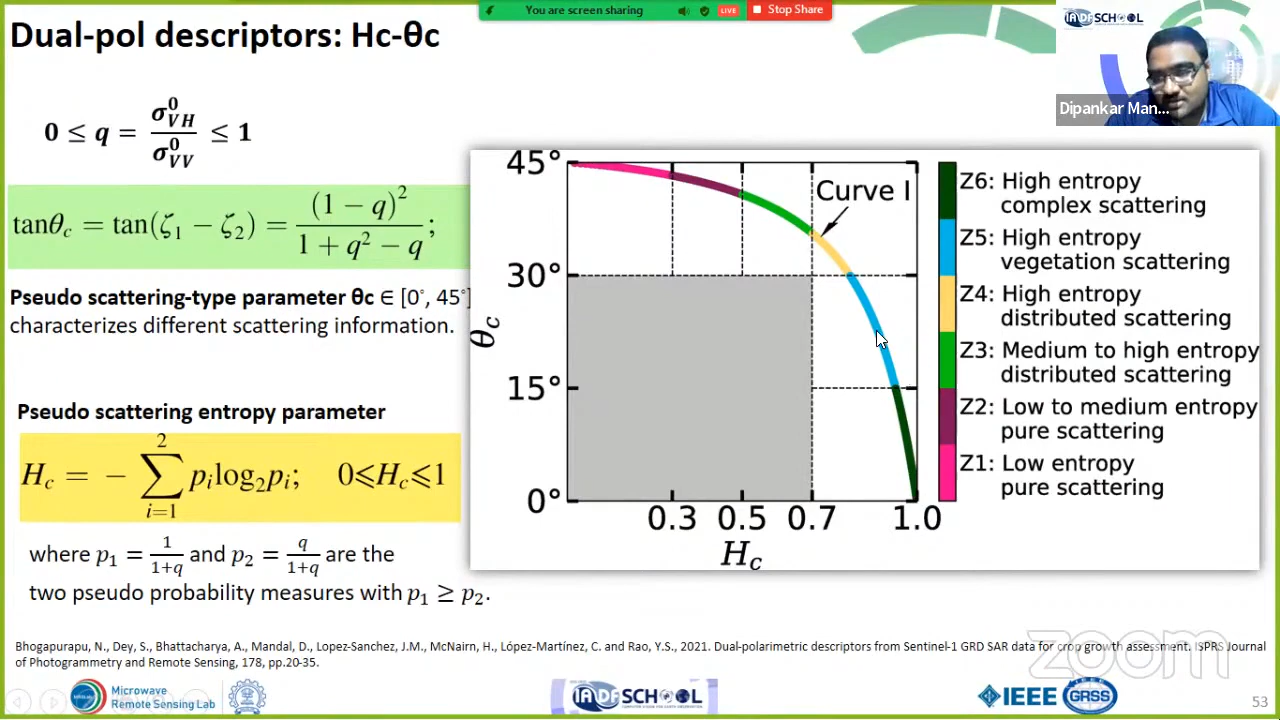 You are screen sharing
LIVE
Stop Share
Dual-pol descriptors: Hc-θc
IADFSCHOOL
Dipankar Man...
0 ≤ q = σ⁰VH / σ⁰VV ≤ 1
tanθc = tan(ζ1 − ζ2) = (1 − q)² / (1 + q² − q) ;
Pseudo scattering-type parameter θc ∈ [0°, 45°]
characterizes different scattering information.
Pseudo scattering entropy parameter
Hc = − ∑ i=1 2 pi log2 pi; 0⩽Hc⩽1
where p1 = 1/(1+q) and p2 = q/(1+q) are the
two pseudo probability measures with p1 ≥ p2.
45°
30°
15°
0°
θc
Curve I
0.3 0.5 0.7 1.0
Hc
Z6: High entropy
complex scattering
Z5: High entropy
vegetation scattering
Z4: High entropy
distributed scattering
Z3: Medium to high entropy
distributed scattering
Z2: Low to medium entropy
pure scattering
Z1: Low entropy
pure scattering
Bhogapurapu, N., Dey, S., Bhattacharya, A., Mandal, D., Lopez-Sanchez, J.M., McNairn, H., López-Martínez, C. and Rao, Y.S., 2021. Dual-polarimetric descriptors from Sentinel-1 GRD SAR data for crop growth assessment. ISPRS Journal
of Photogrammetry and Remote Sensing, 178, pp.20-35.
zoom
Microwave
Remote Sensing Lab
IADFSCHOOL
IEEE
GRSS
53